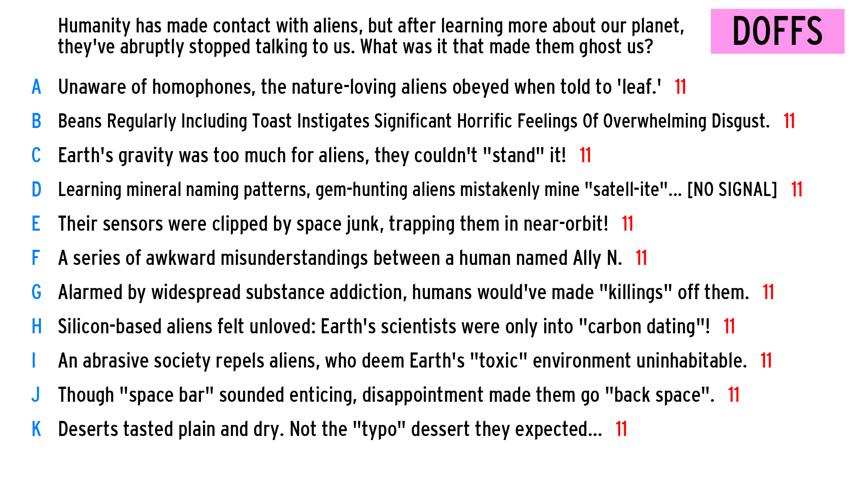 Humanity has made contact with aliens, but after learning more about our planet,
they've abruptly stopped talking to us. What was it that made them ghost us?
DOFFS
A Unaware of homophones, the nature-loving aliens obeyed when told to 'leaf.' 11
B Beans Regularly Including Toast Instigates Significant Horrific Feelings Of Overwhelming Disgust. 11
C Earth's gravity was too much for aliens, they couldn't "stand" it! 11
D Learning mineral naming patterns, gem-hunting aliens mistakenly mine "satell-ite"... [NO SIGNAL] 11
E Their sensors were clipped by space junk, trapping them in near-orbit! 11
F A series of awkward misunderstandings between a human named Ally N. 11
G Alarmed by widespread substance addiction, humans would've made "killings" off them. 11
H Silicon-based aliens felt unloved: Earth's scientists were only into "carbon dating"! 11
I An abrasive society repels aliens, who deem Earth's "toxic" environment uninhabitable. 11
J Though "space bar" sounded enticing, disappointment made them go "back space". 11
K Deserts tasted plain and dry. Not the "typo" dessert they expected... 11